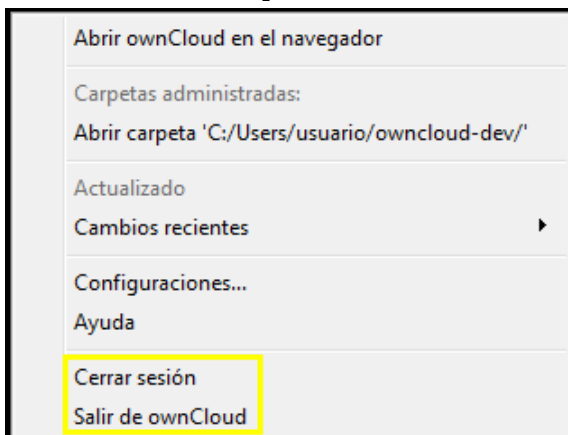 Abrir ownCloud en el navegador
Carpetas administradas:
Abrir carpeta 'C:/Users/usuario/owncloud-dev/'
Actualizado
Cambios recientes
Configuraciones...
Ayuda
Cerrar sesión
Salir de ownCloud